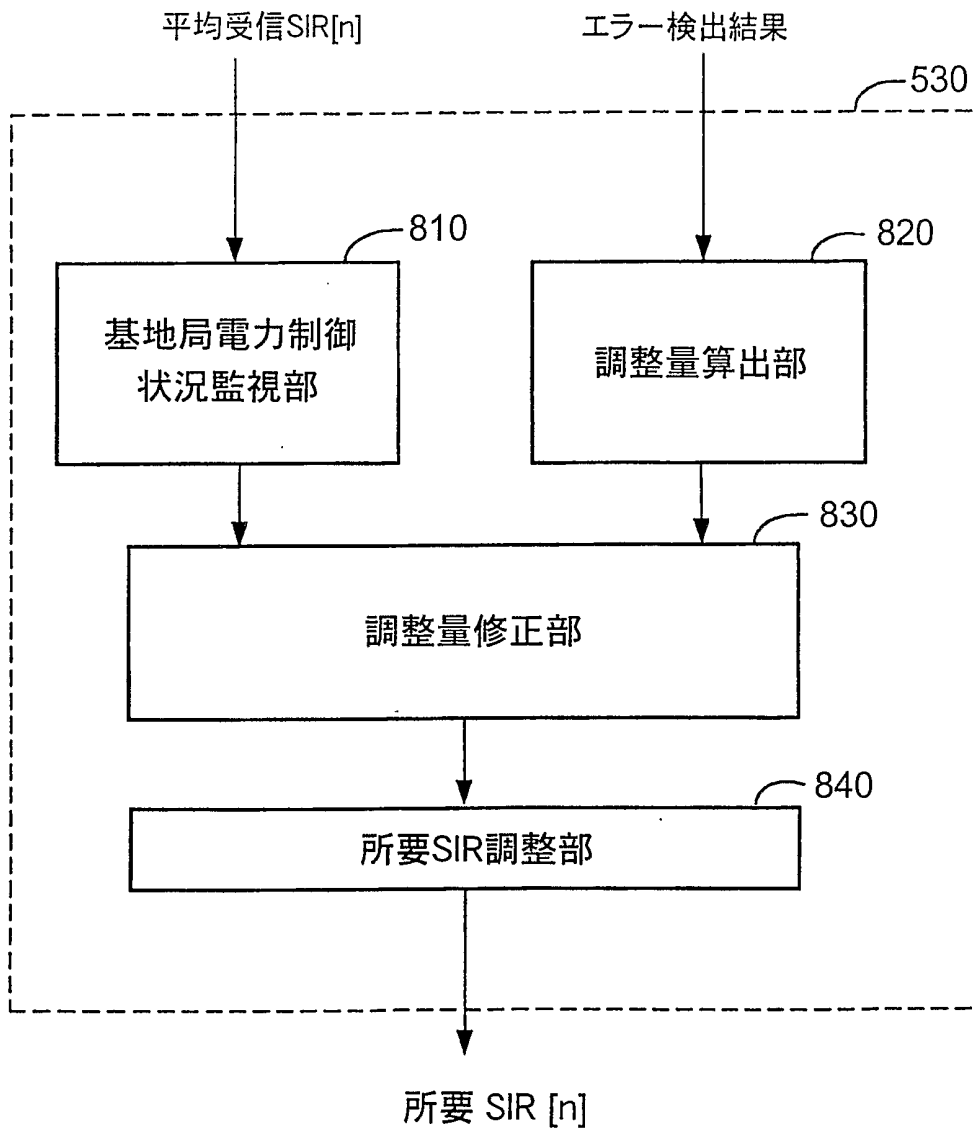 平均受信SIR[n]
エラー検出結果
530
810
820
基地局電力制御
状況監視部
調整量算出部
830
調整量修正部
840
所要SIR調整部
所要 SIR [n]